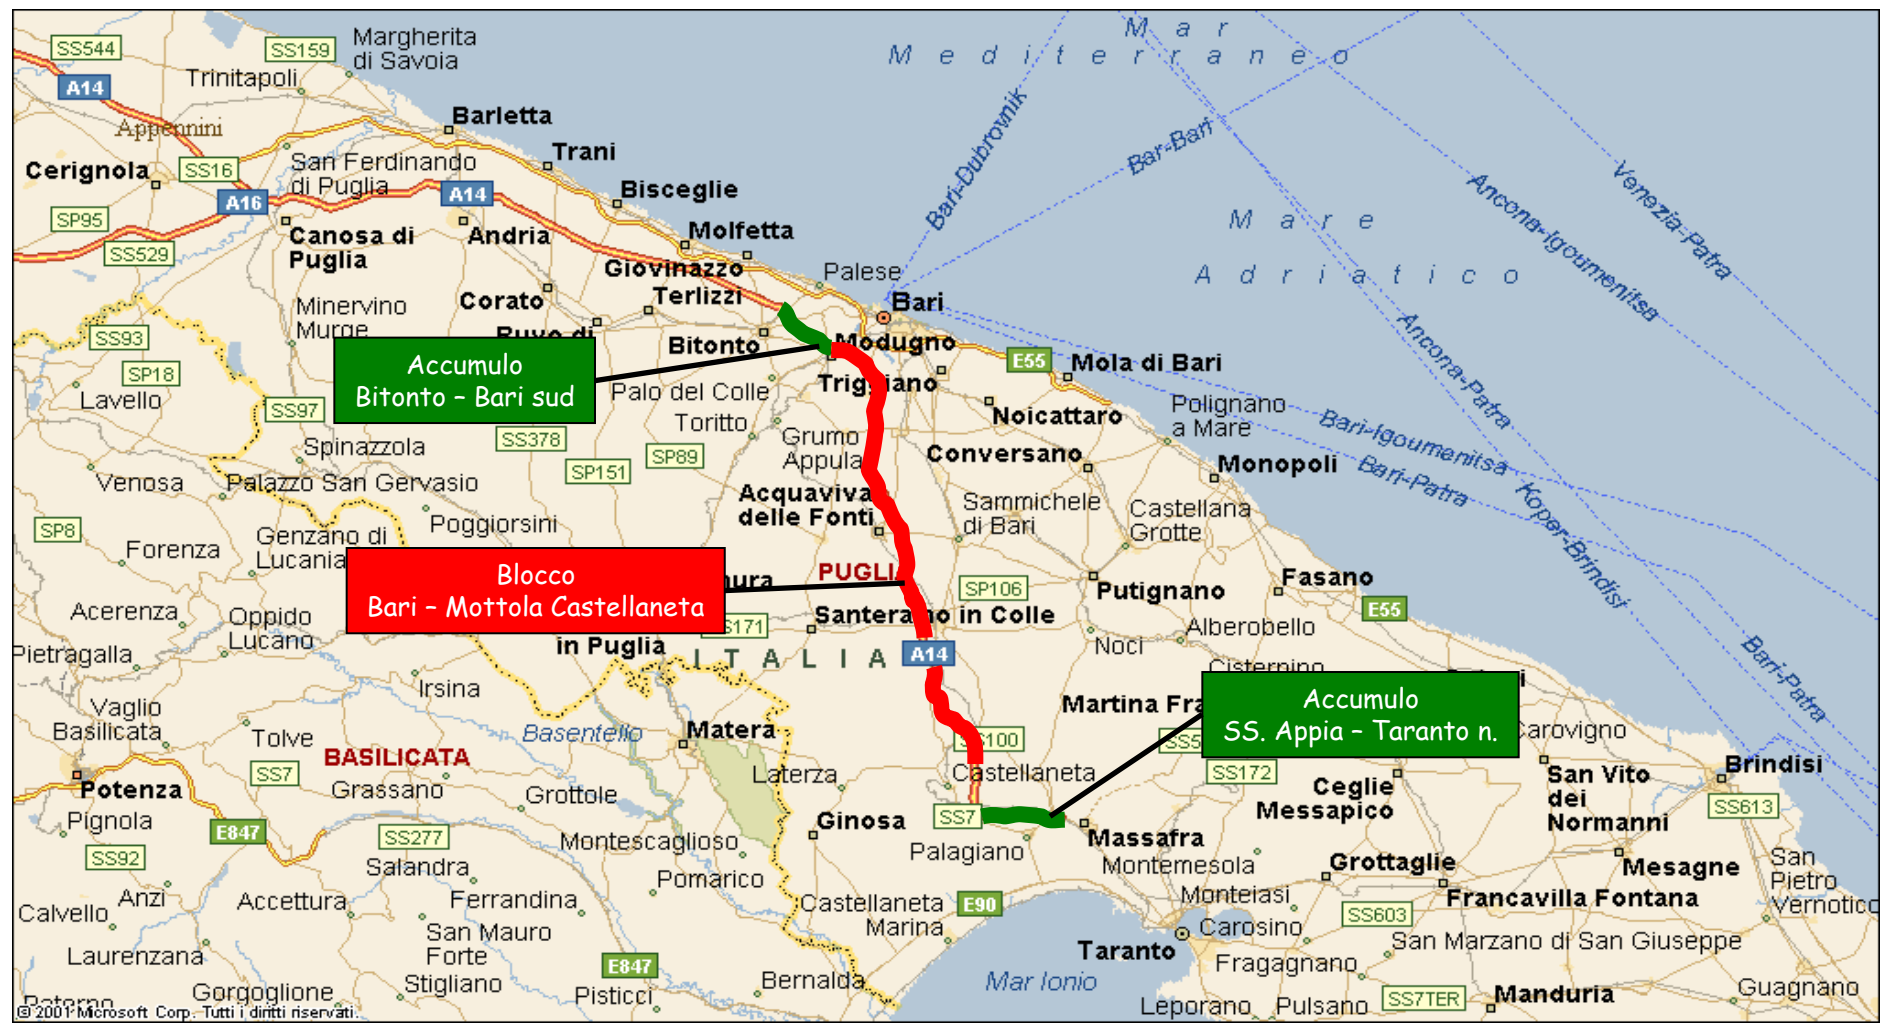 Mar
Mediterraneo
SS544
SS159
Margherita
di Savoia
Trinitapoli
A14
Barletta
Appennini
Trani
Cerignola
SS16
San Ferdinando
di Puglia
A16
A14
Bisceglie
SP95
SS529
Canosa di
Puglia
Andria
Molfetta
Giovinazzo
Palese
Bari-Dubrovnik
Bar-Bari
Ancona-Igoumenitsa
Venezia-Patra
Mare
Adriatico
Minervino
Murge
Corato
Terlizzi
Bari
SS93
Ruvo di
Bitonto
Modugno
E55
Mola di Bari
Ancona-Patra
Accumulo
Bitonto – Bari sud
SP18
Lavello
SS97
Palo del Colle
Triggiano
Toritto
Noicattaro
Polignano
a Mare
Bari-Igoumenitsa
Bari-Patra
SS378
Spinazzola
SP151
SP89
Grumo
Appula
Conversano
Monopoli
Venosa
Palazzo San Gervasio
Acquaviva
delle Fonti
Sammichele
di Bari
Castellana
Grotte
Koper-Brindisi
SP8
Poggiorsini
Genzano di
Lucania
Forenza
Blocco
Bari – Mottola Castellaneta
mura
PUGLI
SP106
Putignano
Fasano
E55
Acerenza
Oppido
Lucano
S171
Santeramo in Colle
Noci
Alberobello
Pietragalla
in Puglia
ITALIA
A14
Cisternino
Bari-Patra
Irsina
Vaglio
Basilicata
Basentello
Matera
Martina Fra
Accumulo
SS. Appia – Taranto n.
i
Carovigno
Tolve
BASILICATA
SS100
SS5
SS172
SS7
Grassano
Laterza
Castellaneta
Ceglie
Messapico
San Vito
dei
Normanni
Brindisi
SS613
Potenza
Grottole
Pignola
E847
SS277
Ginosa
SS7
Massafra
Palagiano
Montemesola
Montescaglioso
SS92
Salandra
Pomarico
Grottaglie
Mesagne
San
Pietro
Vernotico
Anzi
Calvello
Accettura
Ferrandina
Castellaneta
Marina
E90
Monteiasi
Francavilla Fontana
SS603
San Mauro
Forte
Laurenzana
E847
Taranto
Carosino
San Marzano di San Giuseppe
Fragagnano
Stigliano
Gorgoglione
Pisticci
Bernalda
Mar Ionio
Leporano
Pulsano
SS7TER
Manduria
Guagnano
Paterno
© 2001 Microsoft Corp. Tutti i diritti riservati.